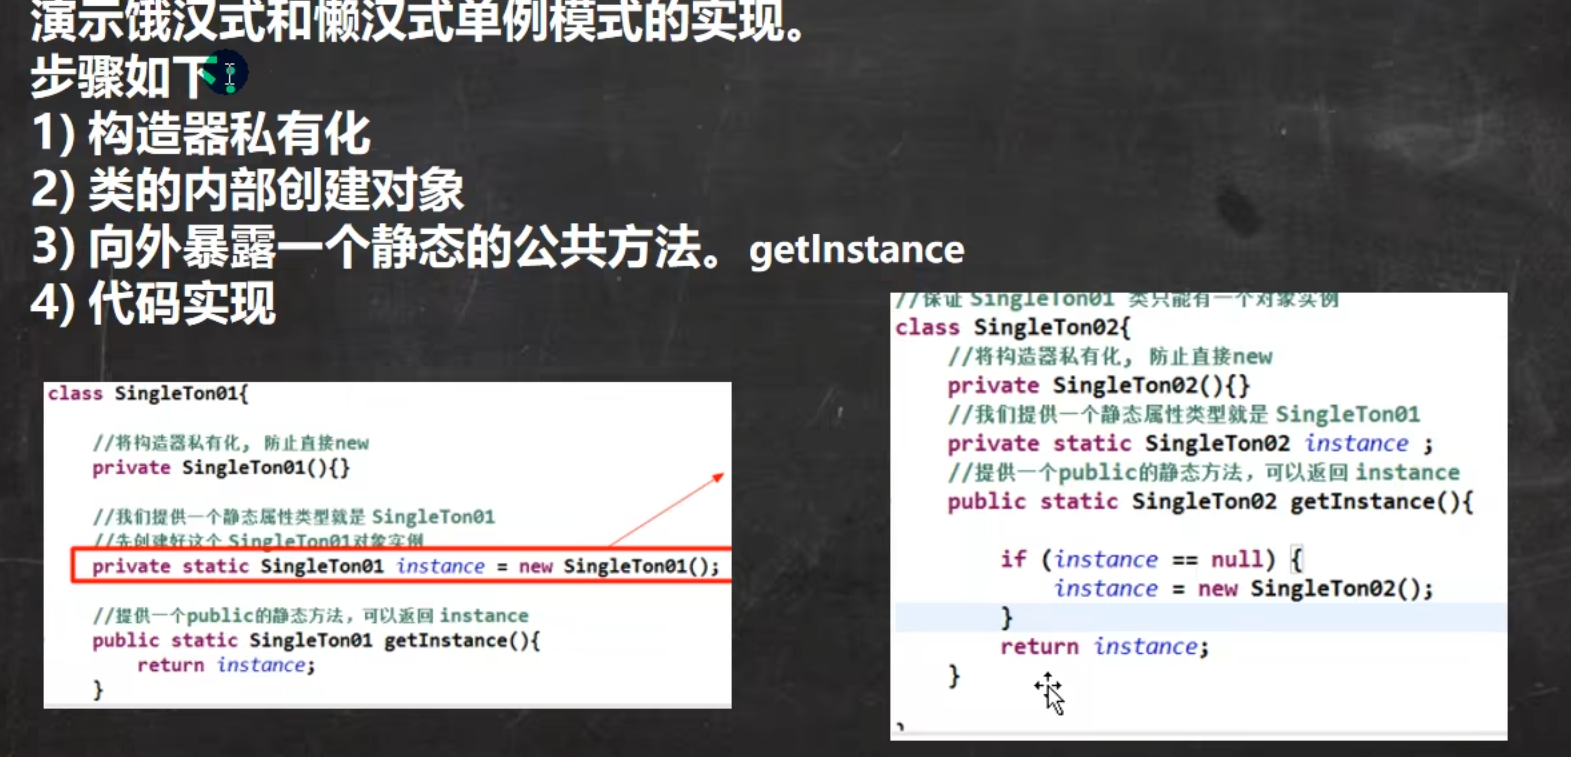 演示饿汉式和懒汉式单例模式的实现。
步骤如下
1) 构造器私有化
2) 类的内部创建对象
3) 向外暴露一个静态的公共方法。getInstance
4) 代码实现
class SingleTon01{
//将构造器私有化, 防止直接new
private SingleTon01(){}
//我们提供一个静态属性类型就是 SingleTon01
//先创建好这个 SingleTon01对象实例
private static SingleTon01 instance = new SingleTon01();
//提供一个public的静态方法，可以返回 instance
public static SingleTon01 getInstance(){
return instance;
}
//保证 SingleTon01 类只能有一个对象实例
class SingleTon02{
//将构造器私有化, 防止直接new
private SingleTon02(){}
//我们提供一个静态属性类型就是 SingleTon01
private static SingleTon02 instance ;
//提供一个public的静态方法，可以返回 instance
public static SingleTon02 getInstance(){
if (instance == null) {
instance = new SingleTon02();
}
return instance;
}